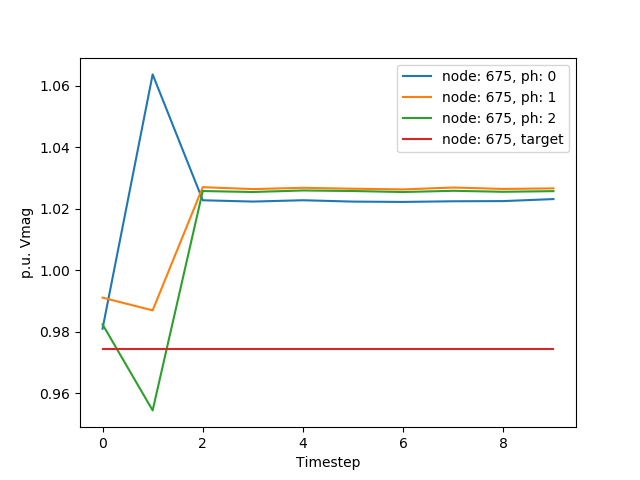 node: 675, ph: 0
node: 675, ph: 1
node: 675, ph: 2
node: 675, target
1.06
1.04
1.02
1.00
0.98
0.96
p.u. Vmag
0 2 4 6 8
Timestep